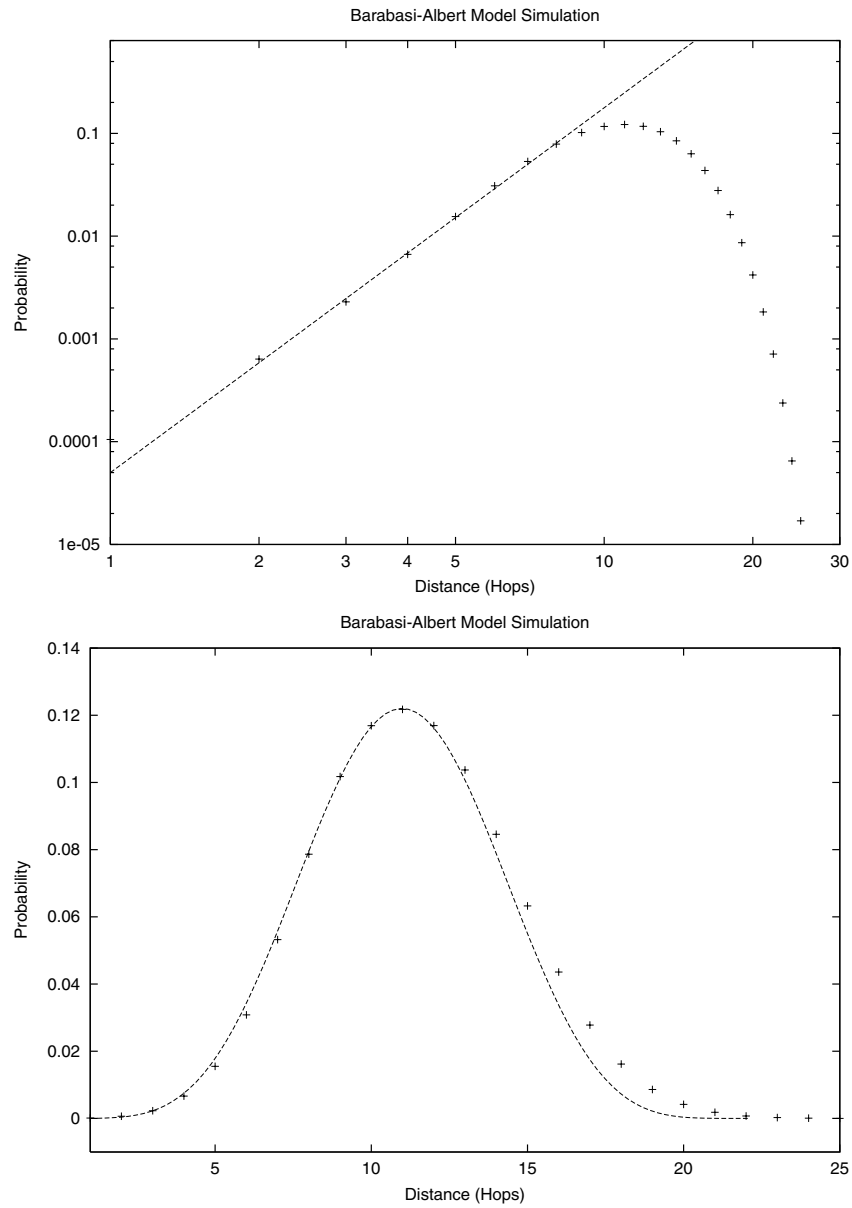 Barabasi-Albert Model Simulation
0.1
0.01
0.001
0.0001
1e-05
Probability
1 2 3 4 5 10 20 30
Distance (Hops)
Barabasi-Albert Model Simulation
0.14
0.12
0.1
0.08
0.06
0.04
0.02
0
Probability
5 10 15 20 25
Distance (Hops)